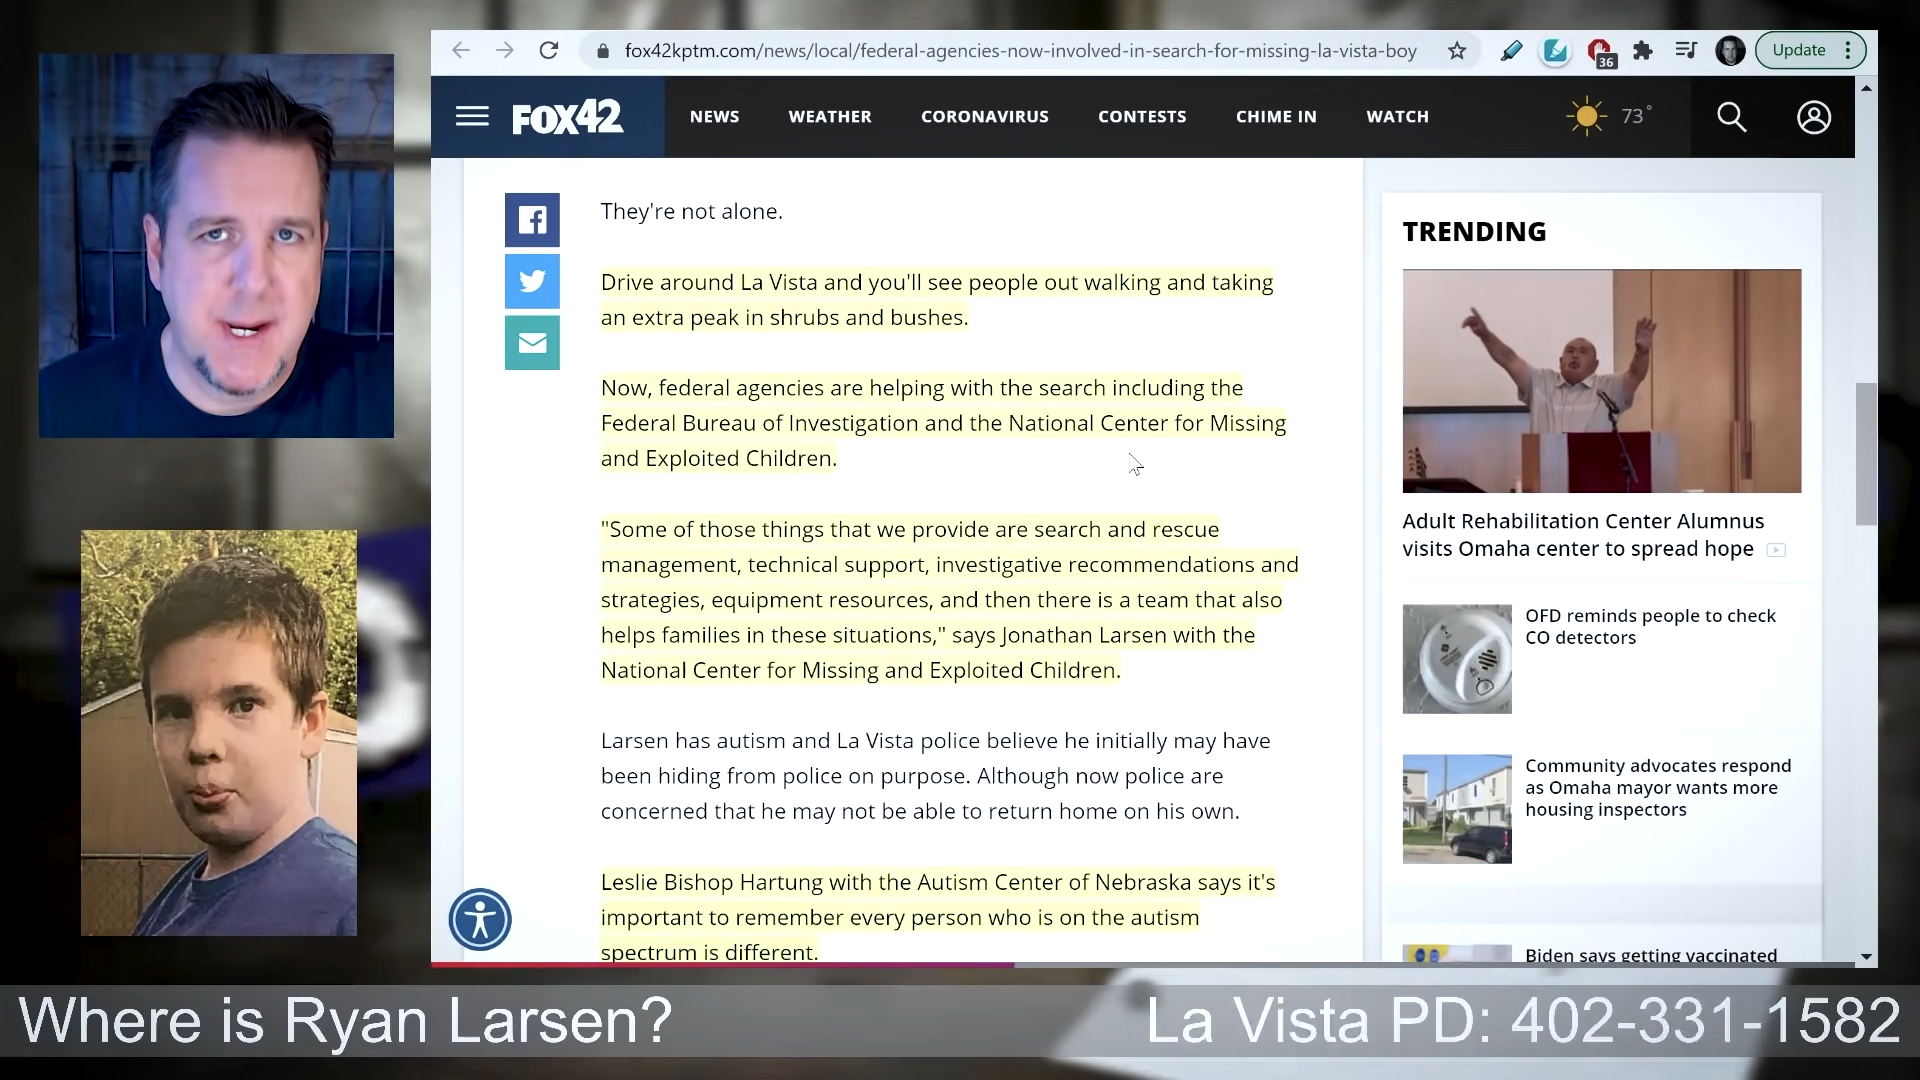 fox42kptm.com/news/local/federal-agencies-now-involved-in-search-for-missing-la-vista-boy
36
Update
FOX42
NEWS
WEATHER
CORONAVIRUS
CONTESTS
CHIME IN
WATCH
73°
They're not alone.
Drive around La Vista and you'll see people out walking and taking
an extra peak in shrubs and bushes.
Now, federal agencies are helping with the search including the
Federal Bureau of Investigation and the National Center for Missing
and Exploited Children.
"Some of those things that we provide are search and rescue
management, technical support, investigative recommendations and
strategies, equipment resources, and then there is a team that also
helps families in these situations," says Jonathan Larsen with the
National Center for Missing and Exploited Children.
Larsen has autism and La Vista police believe he initially may have
been hiding from police on purpose. Although now police are
concerned that he may not be able to return home on his own.
Leslie Bishop Hartung with the Autism Center of Nebraska says it's
important to remember every person who is on the autism
spectrum is different.
TRENDING
Adult Rehabilitation Center Alumnus
visits Omaha center to spread hope
OFD reminds people to check
CO detectors
Community advocates respond
as Omaha mayor wants more
housing inspectors
Biden says getting vaccinated
Where is Ryan Larsen?
La Vista PD: 402-331-1582